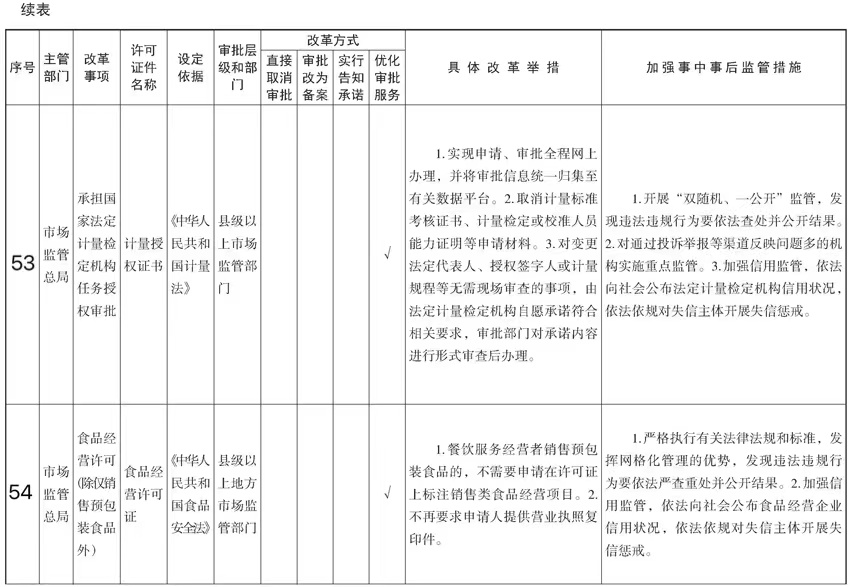 续表
序号
主管
部门
改革
事项
许可
证件
名称
设定
依据
审批层
级和部
门
改革方式
直接
取消
审批
审批
改为
备案
实行
告知
承诺
优化
审批
服务
具体改革举措
加强事中事后监管措施
53
市场
监管
总局
承担国
家法定
计量检
定机构
任务授
权审批
计量授
权证书
《中华人
民共和
国计量
法》
县级以
上市场
监管部
门
√
1.实现申请、审批全程网上
办理，并将审批信息统一归集至
有关数据平台。2.取消计量标准
考核证书、计量检定或校准人员
能力证明等申请材料。3.对变更
法定代表人、授权签字人或计量
规程等无需现场审查的事项，由
法定计量检定机构自愿承诺符合
相关要求，审批部门对承诺内容
进行形式审查后办理。
1.开展“双随机、一公开”监管，发
现违法违规行为要依法查处并公开结果。
2.对通过投诉举报等渠道反映问题多的机
构实施重点监管。3.加强信用监管，依法
向社会公布法定计量检定机构信用状况，
依法依规对失信主体开展失信惩戒。
54
市场
监管
总局
食品经
营许可
(除仅销
售预包
装食品
外)
食品经
营许可
证
《中华人
民共和
国食品
安全法》
县级以
上地方
市场监
管部门
√
1.餐饮服务经营者销售预包
装食品的，不需要申请在许可证
上标注销售类食品经营项目。2.
不再要求申请人提供营业执照复
印件。
1.严格执行有关法律法规和标准，发
挥网格化管理的优势，发现违法违规行
为要依法严查重处并公开结果。2.加强信
用监管，依法向社会公布食品经营企业
信用状况，依法依规对失信主体开展失
信惩戒。